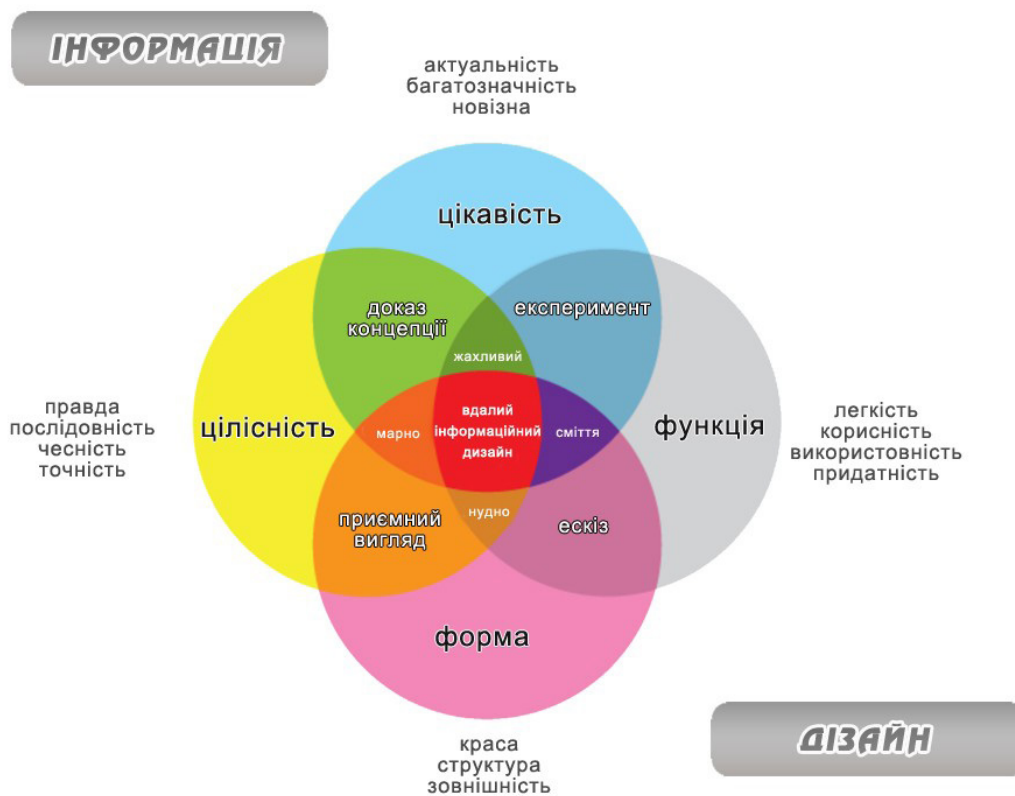 ІНФОРМАЦІЯ
актуальність
багатозначність
новізна
цікавість
доказ
концепції
експеримент
жахливий
правда
послідовність
чесність
точність
цілісність
марно
вдалий
інформаційний
дизайн
сміття
функція
легкість
корисність
використовність
придатність
приємний
вигляд
нудно
ескіз
форма
краса
структура
зовнішність
ДІЗАЙН